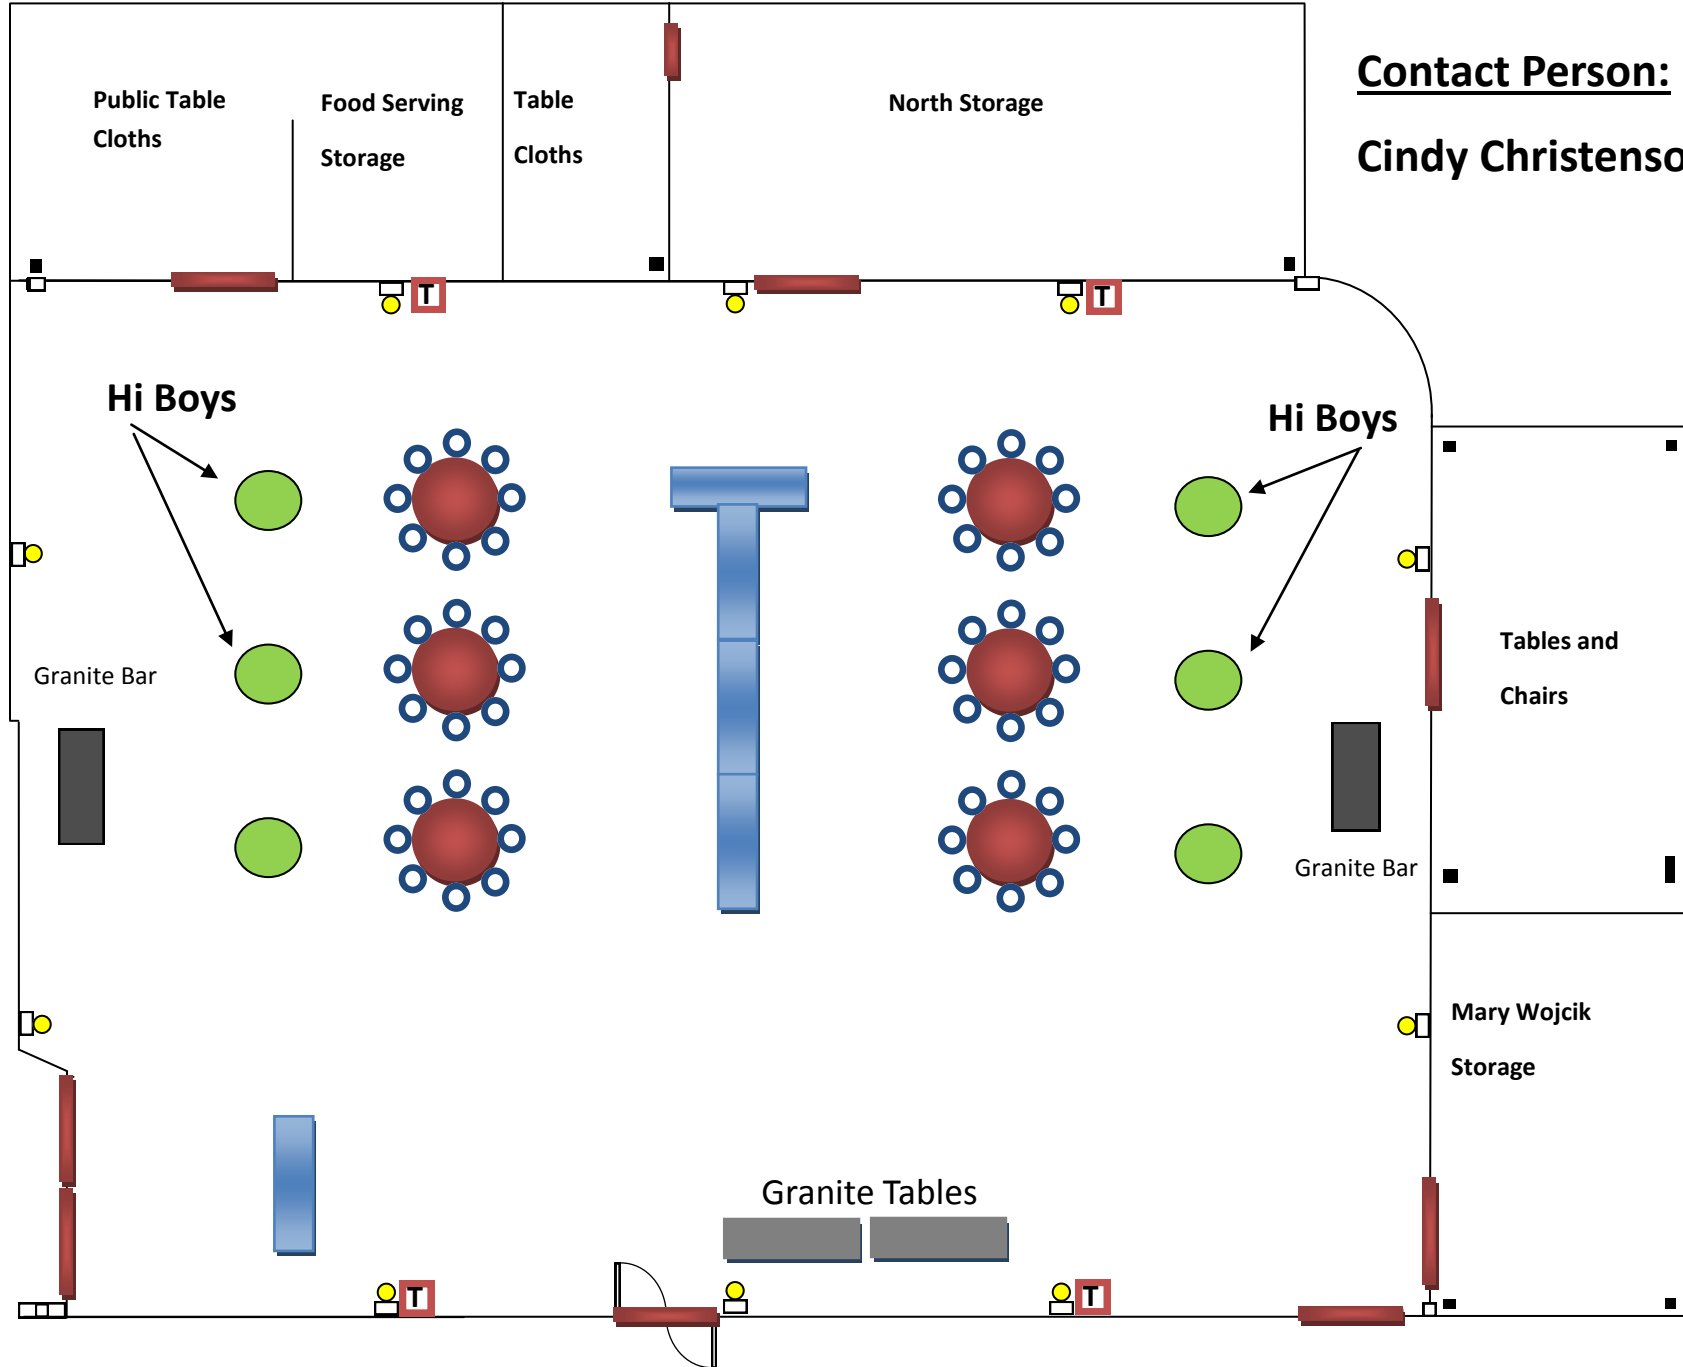 Public Table
Cloths
Food Serving
Storage
Table
Cloths
North Storage
Contact Person:
Cindy Christenso
T
T
Hi Boys
Hi Boys
Granite Bar
Tables and
Chairs
Granite Bar
Mary Wojcik
Storage
Granite Tables
T
T